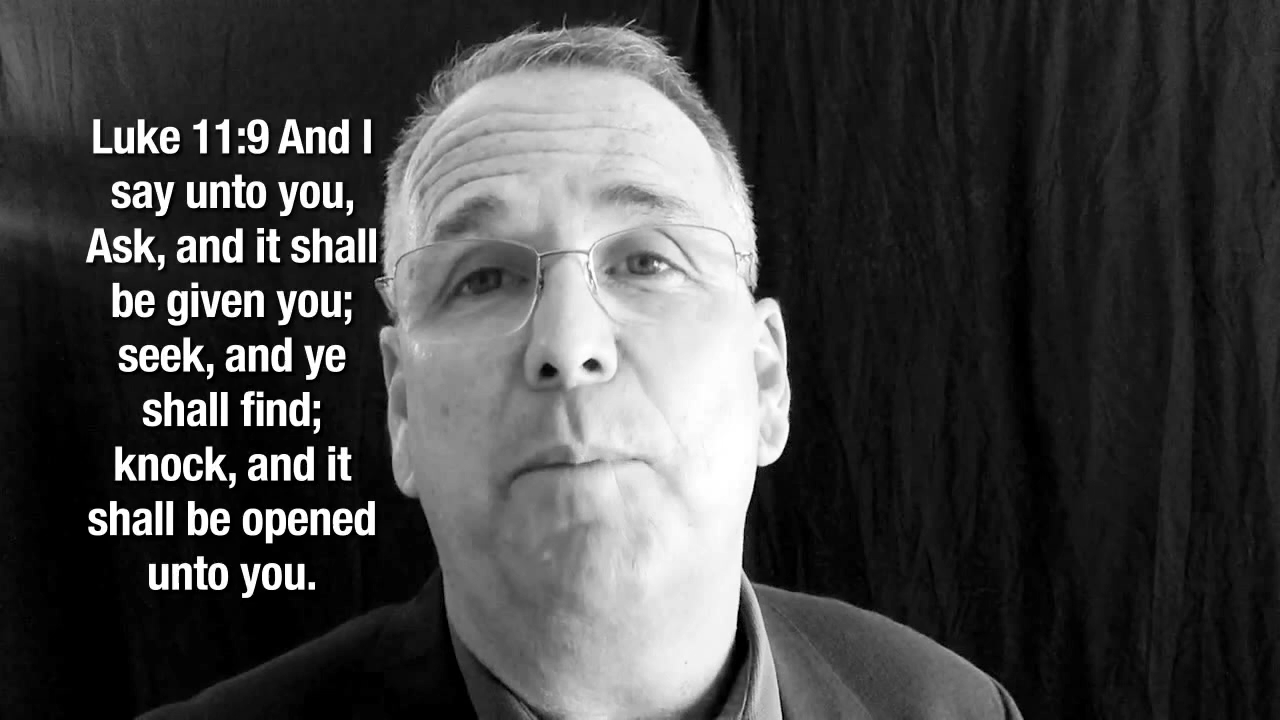 Luke 11:9 And I
say unto you,
Ask, and it shall
be given you;
seek, and ye
shall find;
knock, and it
shall be opened
unto you.